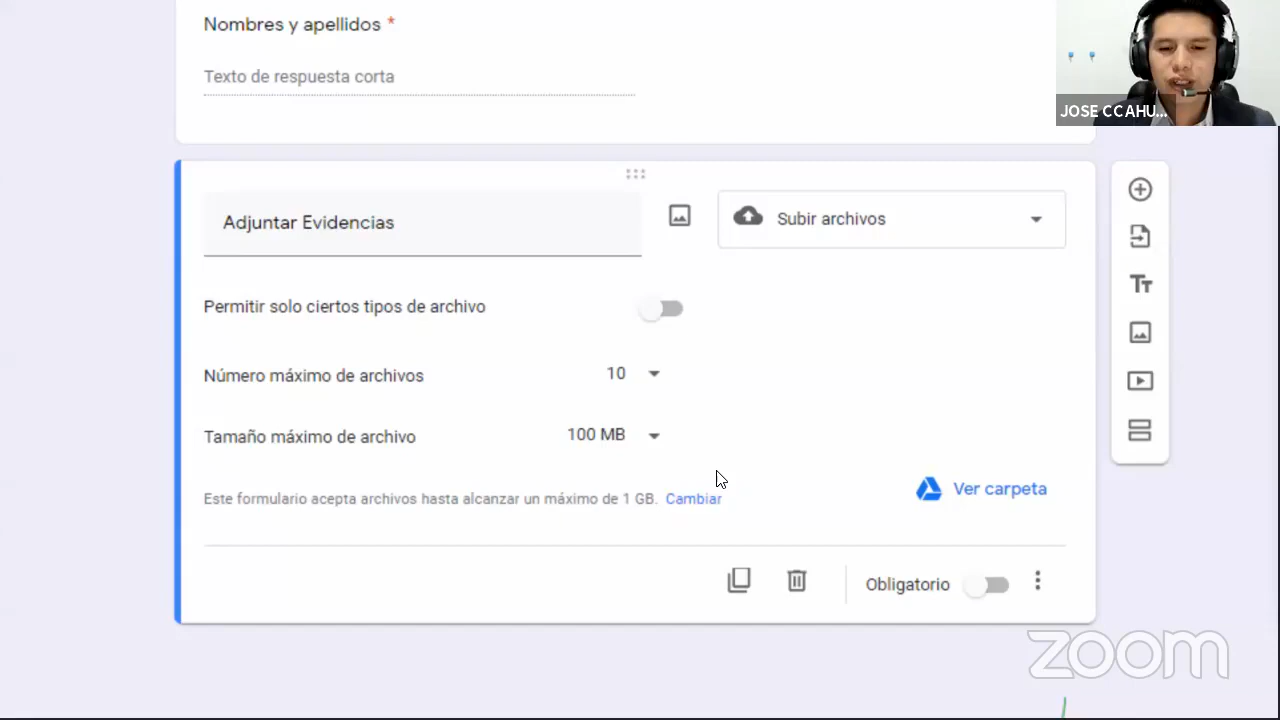 Nombres y apellidos *
Texto de respuesta corta
JOSE CCAHU...
Adjuntar Evidencias
Subir archivos
Permitir solo ciertos tipos de archivo
Número máximo de archivos
10
Tamaño máximo de archivo
100 MB
Este formulario acepta archivos hasta alcanzar un máximo de 1 GB. Cambiar
Ver carpeta
Obligatorio
zoom